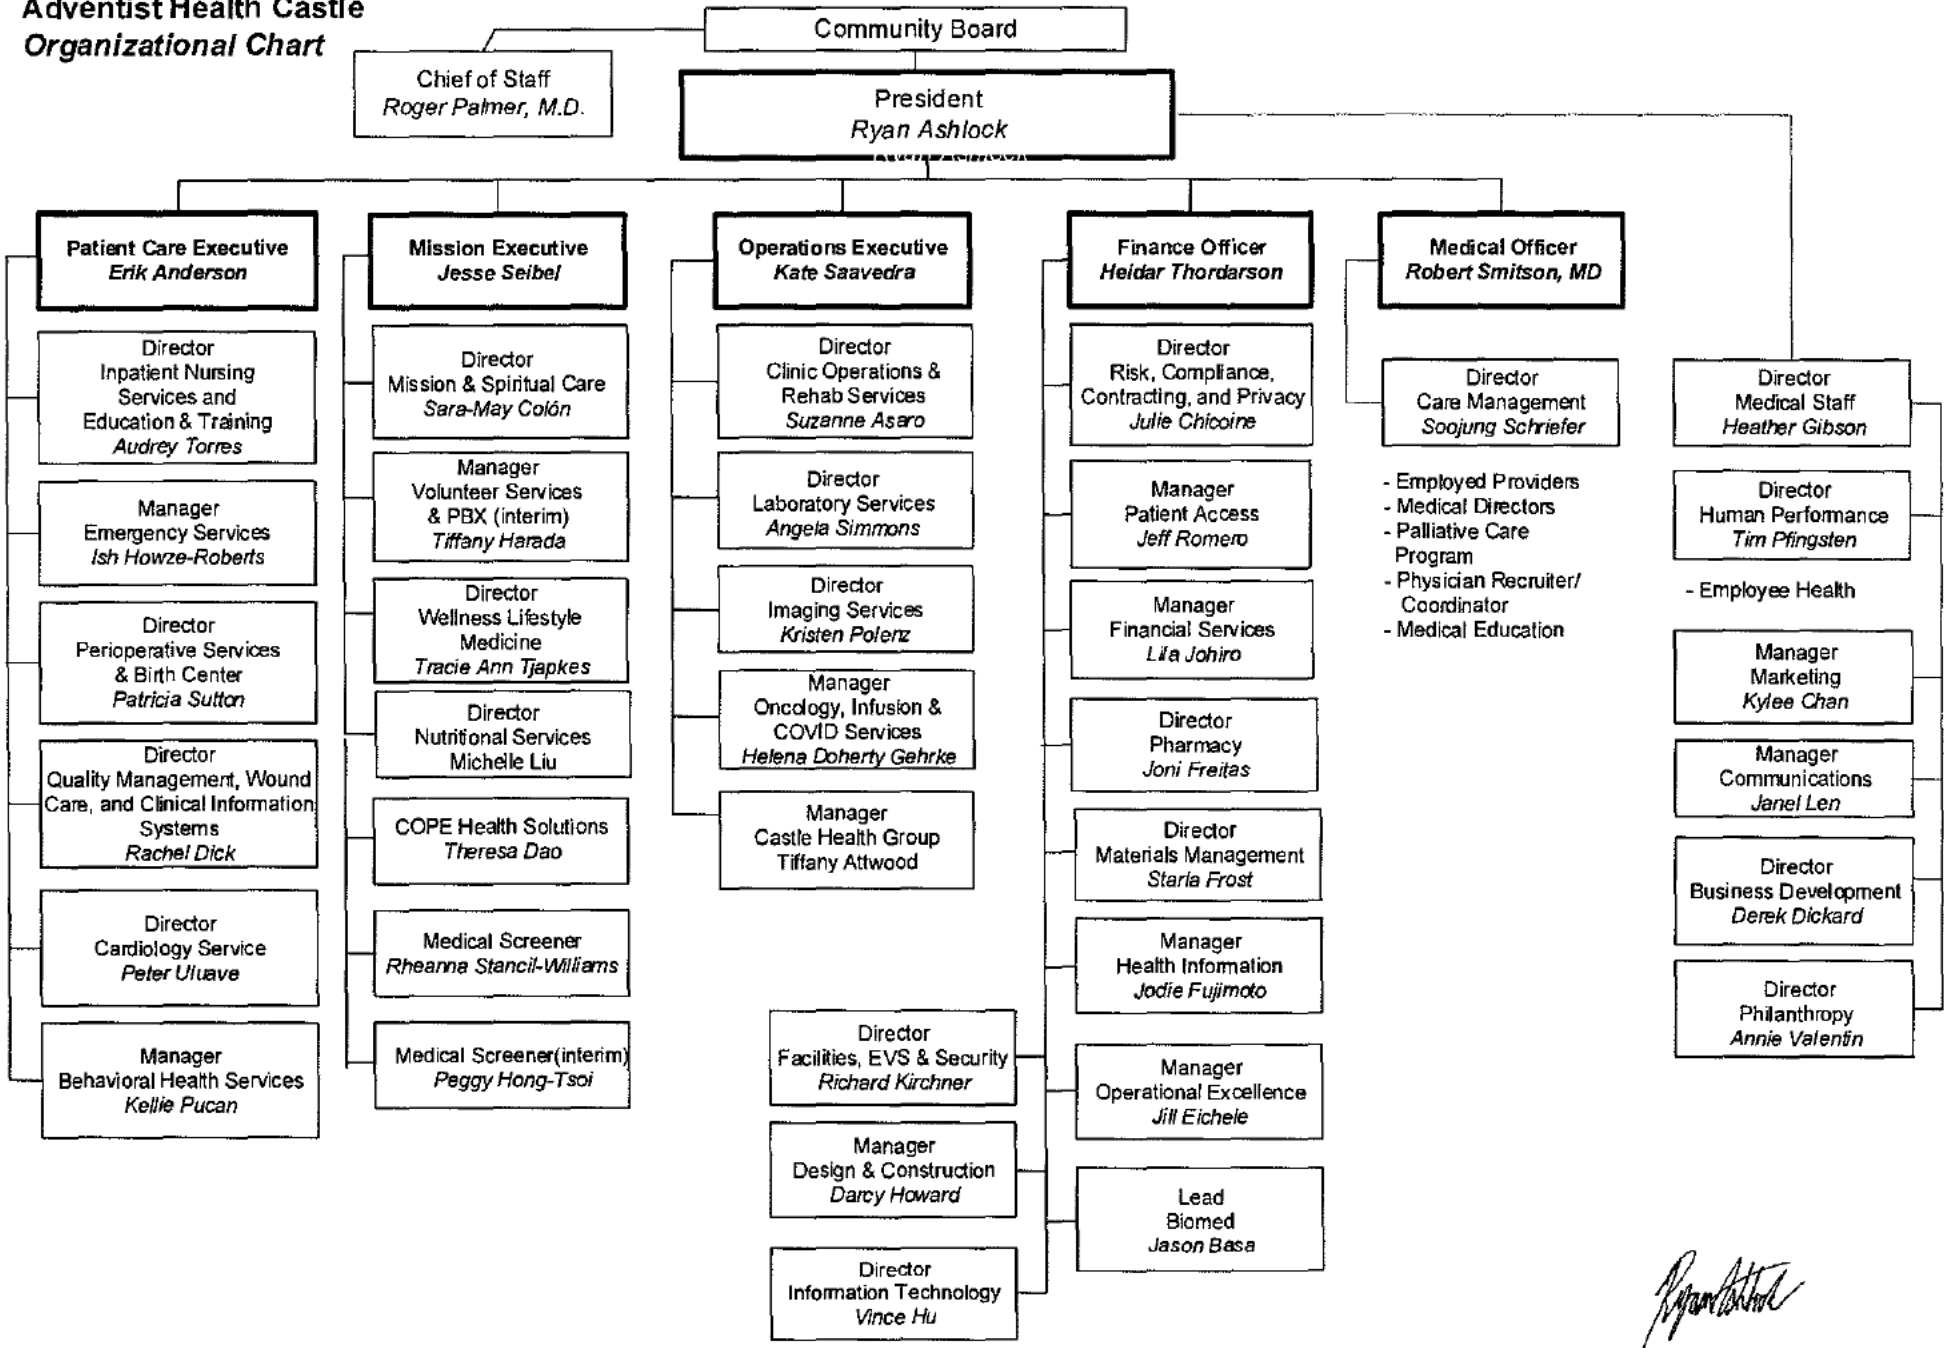 Adventist Health Castle
Organizational Chart
Community Board
Chief of Staff
Roger Palmer, M.D.
President
Ryan Ashlock
Patient Care Executive
Erik Anderson
Director
Inpatient Nursing
Services and
Education & Training
Audrey Torres
Manager
Emergency Services
Ish Howze-Roberts
Director
Perioperative Services
& Birth Center
Patricia Sutton
Director
Quality Management, Wound
Care, and Clinical Information
Systems
Rachel Dick
Director
Cardiology Service
Peter Uluave
Manager
Behavioral Health Services
Kellie Pucan
Mission Executive
Jesse Seibel
Director
Mission & Spiritual Care
Sara-May Colón
Manager
Volunteer Services
& PBX (interim)
Tiffany Harada
Director
Wellness Lifestyle
Medicine
Tracie Ann Tjapkes
Director
Nutritional Services
Michelle Liu
COPE Health Solutions
Theresa Dao
Medical Screener
Rheanna Stancil-Williams
Medical Screener(interim)
Peggy Hong-Tsoi
Operations Executive
Kate Saavedra
Director
Clinic Operations &
Rehab Services
Suzanne Asaro
Director
Laboratory Services
Angela Simmons
Director
Imaging Services
Kristen Polenz
Manager
Oncology, Infusion &
COVID Services
Helena Doherty Gehrke
Manager
Castle Health Group
Tiffany Attwood
Finance Officer
Heidar Thordarson
Director
Risk, Compliance,
Contracting, and Privacy
Julie Chicoine
Manager
Patient Access
Jeff Romero
Manager
Financial Services
Lila Johiro
Director
Pharmacy
Joni Freitas
Director
Materials Management
Starla Frost
Manager
Health Information
Jodie Fujimoto
Manager
Operational Excellence
Jill Eichele
Lead
Biomed
Jason Basa
Director
Facilities, EVS & Security
Richard Kirchner
Manager
Design & Construction
Darcy Howard
Director
Information Technology
Vince Hu
Medical Officer
Robert Smitson, MD
Director
Care Management
Soojung Schriefer
- Employed Providers
- Medical Directors
- Palliative Care
Program
- Physician Recruiter/
Coordinator
- Medical Education
Director
Medical Staff
Heather Gibson
Director
Human Performance
Tim Pfingsten
- Employee Health
Manager
Marketing
Kylee Chan
Manager
Communications
Janel Len
Director
Business Development
Derek Dickard
Director
Philanthropy
Annie Valentin